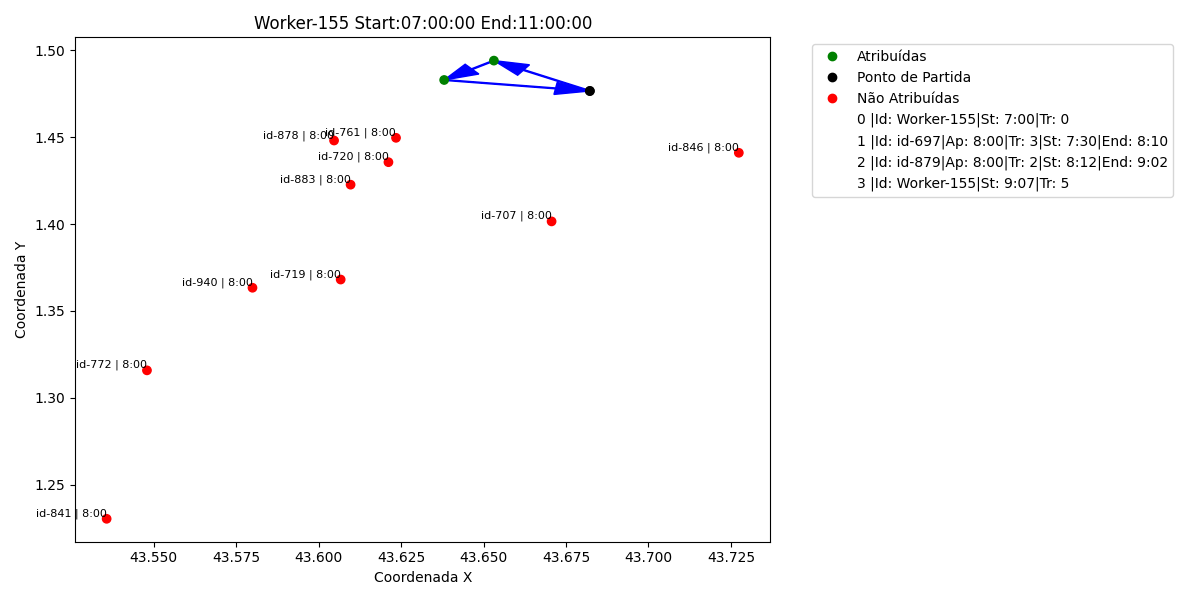 Worker-155 Start:07:00:00 End:11:00:00
Atribuídas
Ponto de Partida
Não Atribuídas
0 |Id: Worker-155|St: 7:00|Tr: 0
1 |Id: id-697|Ap: 8:00|Tr: 3|St: 7:30|End: 8:10
2 |Id: id-879|Ap: 8:00|Tr: 2|St: 8:12|End: 9:02
3 |Id: Worker-155|St: 9:07|Tr: 5
Coordenada Y
1.50
1.45
1.40
1.35
1.30
1.25
id-878 | 8:00
id-761 | 8:00
id-720 | 8:00
id-883 | 8:00
id-846 | 8:00
id-707 | 8:00
id-719 | 8:00
id-940 | 8:00
id-772 | 8:00
id-841 | 8:00
43.550 43.575 43.600 43.625 43.650 43.675 43.700 43.725
Coordenada X